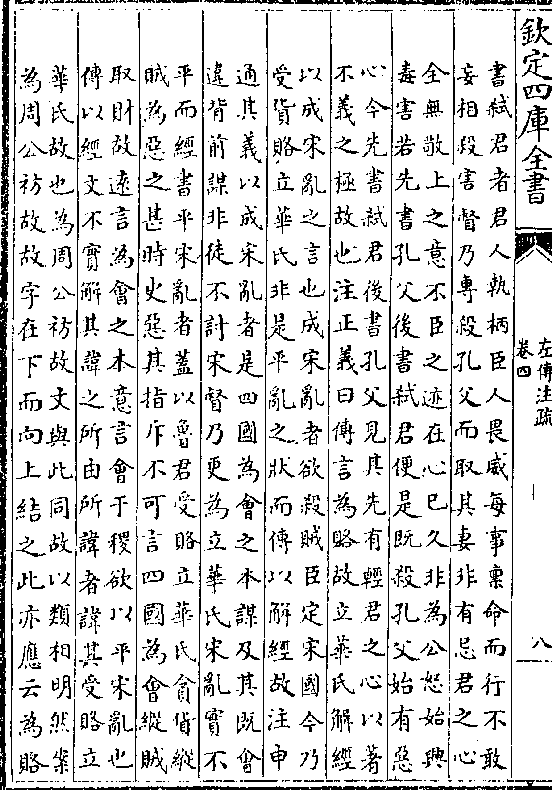 欽定四庫全書
左傳注疏
卷四
八
書弑君者君人執柄臣人畏威每事稟命而行不敢
妄相殺害督乃專殺孔父而取其妻非有忌君之心
全無敬上之意不臣之迹在心已久非為公怒始興
毒害若先書孔父後書弑君便是既殺孔父始有惡
心今先書弑君後書孔父見其先有輕君之心以著
不義之極故也注正義曰傳言為賂故立華氏解經
以成宋亂之言也成宋亂者欲殺賊臣定宋國今乃
受貨賂立華氏非是平亂之狀而傳以解經故注申
通其義以成宋亂者是四國為會之本謀及其既會
違背前謀非徒不討宋督乃更為立華氏宋亂實不
平而經書平宋亂者蓋以魯君受賂立華氏貪貨縱
賊為惡之甚時史惡其指斥不可言四國為會縱賊
取財故遠言為會之本意言會于稷欲以平宋亂也
傳以經文不實解其諱之所由所諱者諱其受賂立
華氏故也為周公祊故文與此同故以類相明然案
為周公祊故故字在下而向上結之此亦應云為賂